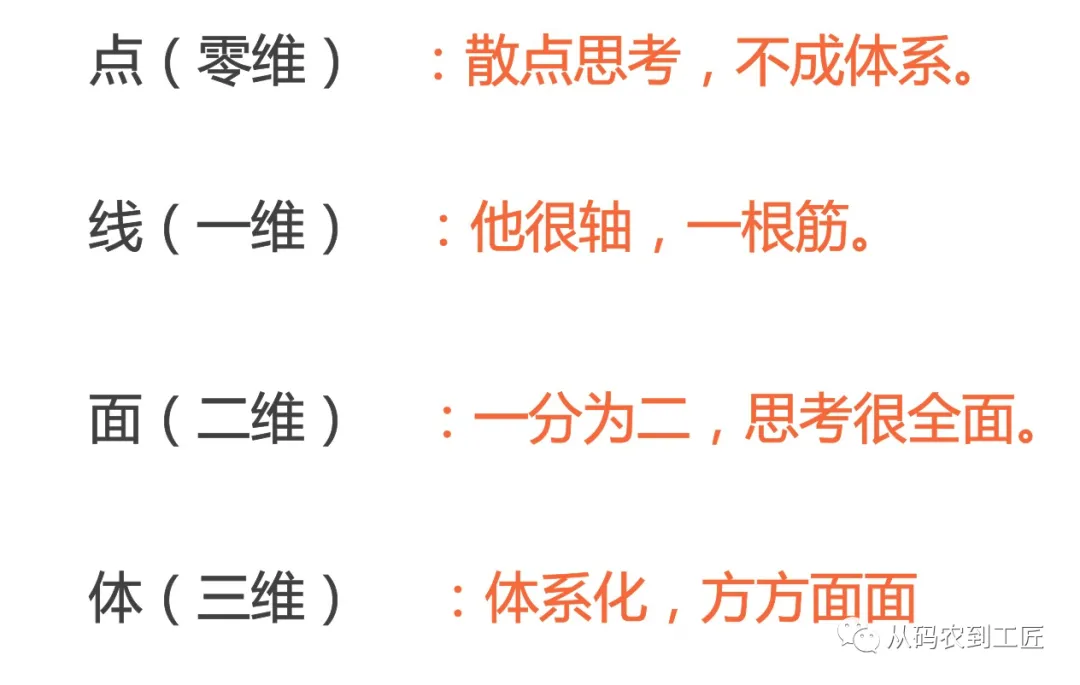 点（零维） ：散点思考，不成体系。
线（一维） ：他很轴，一根筋。
面（二维） ：一分为二，思考很全面。
体（三维） ：体系化，方方面面
从码农到工匠